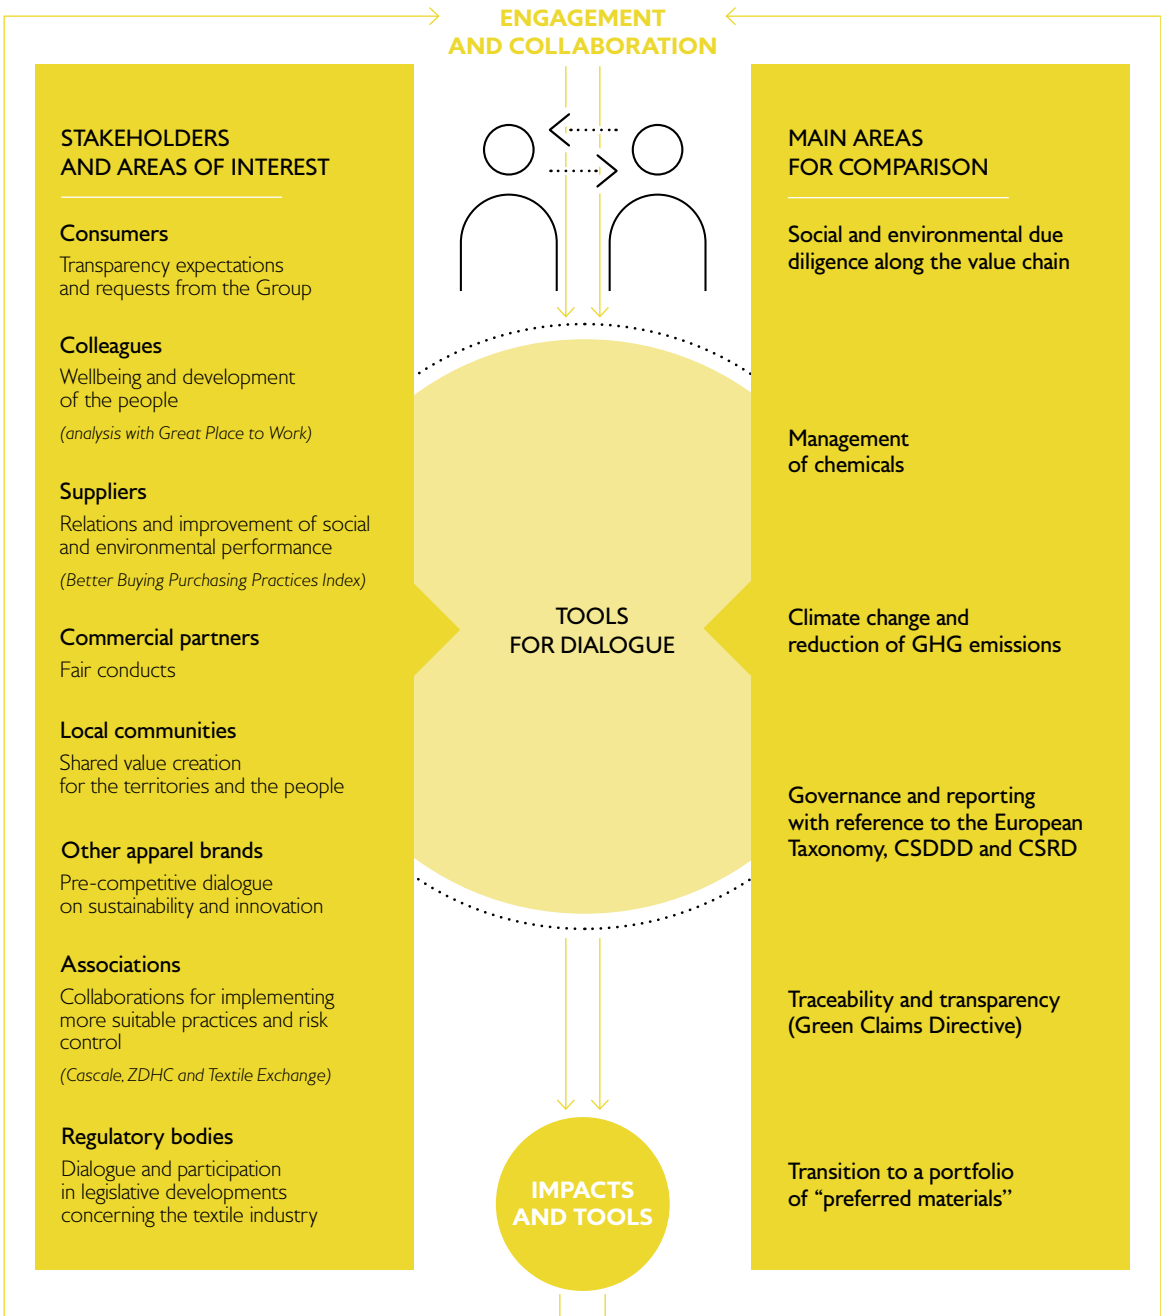 ENGAGEMENT
AND COLLABORATION
STAKEHOLDERS
AND AREAS OF INTEREST
Consumers
Transparency expectations
and requests from the Group
Colleagues
Wellbeing and development
of the people
(analysis with Great Place to Work)
Suppliers
Relations and improvement of social
and environmental performance
(Better Buying Purchasing Practices Index)
Commercial partners
Fair conducts
Local communities
Shared value creation
for the territories and the people
Other apparel brands
Pre-competitive dialogue
on sustainability and innovation
Associations
Collaborations for implementing
more suitable practices and risk
control
(Cascale, ZDHC and Textile Exchange)
Regulatory bodies
Dialogue and participation
in legislative developments
concerning the textile industry
TOOLS
FOR DIALOGUE
IMPACTS
AND TOOLS
MAIN AREAS
FOR COMPARISON
Social and environmental due
diligence along the value chain
Management
of chemicals
Climate change and
reduction of GHG emissions
Governance and reporting
with reference to the European
Taxonomy, CSDDD and CSRD
Traceability and transparency
(Green Claims Directive)
Transition to a portfolio
of “preferred materials”